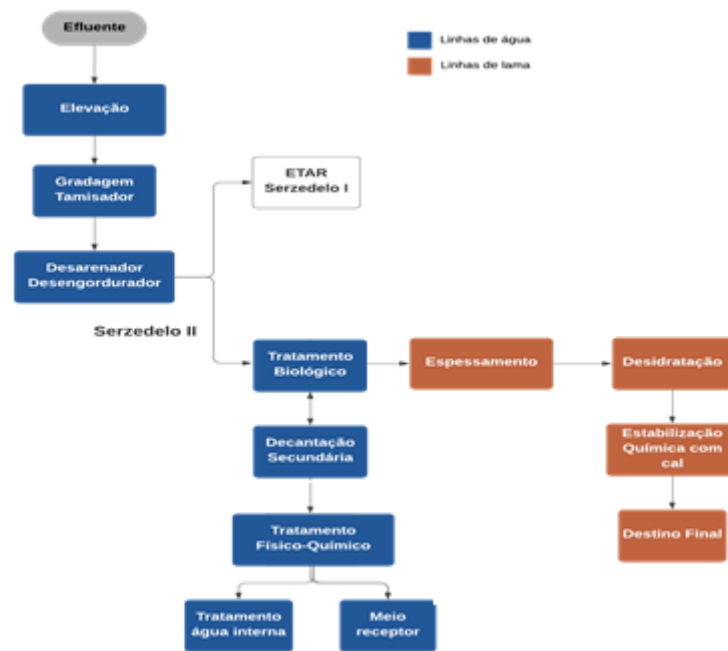 Efluente
Linhas de água
Linhas de lama
Elevação
Gradagem
Tamisador
ETAR
Serzedelo I
Desarenador
Desengordurador
Serzedelo II
Tratamento
Biológico
Espessamento
Desidratação
Decantação
Secundária
Estabilização
Química com
cal
Tratamento
Físico-Químico
Destino Final
Tratamento
água interna
Meio
receptor